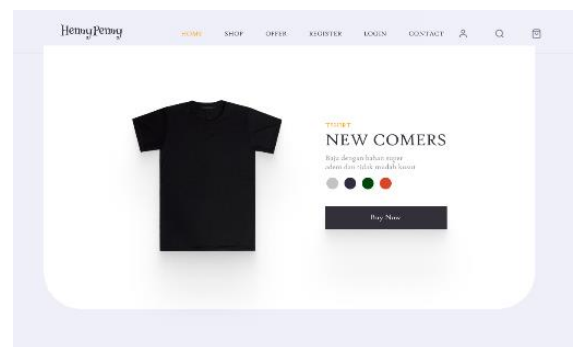 HennyPenny
HOME SHOP OFFER REGISTER LOGIN CONTACT
TSHIRT
NEW COMERS
Baju dengan bahan super
adem dan tidak mudah kusut
Buy Now